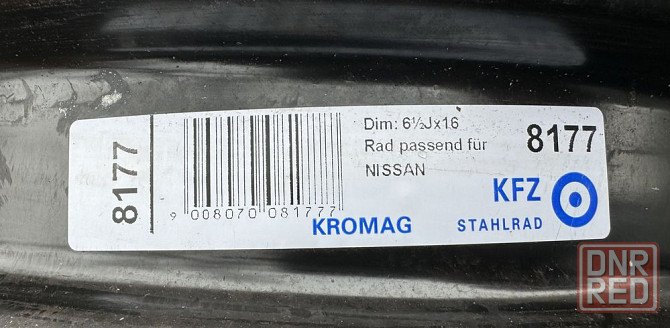 8177
9 008070 081777
KROMAG
Dim: 6½Jx16
Rad passend für
NISSAN
8177
KFZ
STAHLRAD
DNR
RED